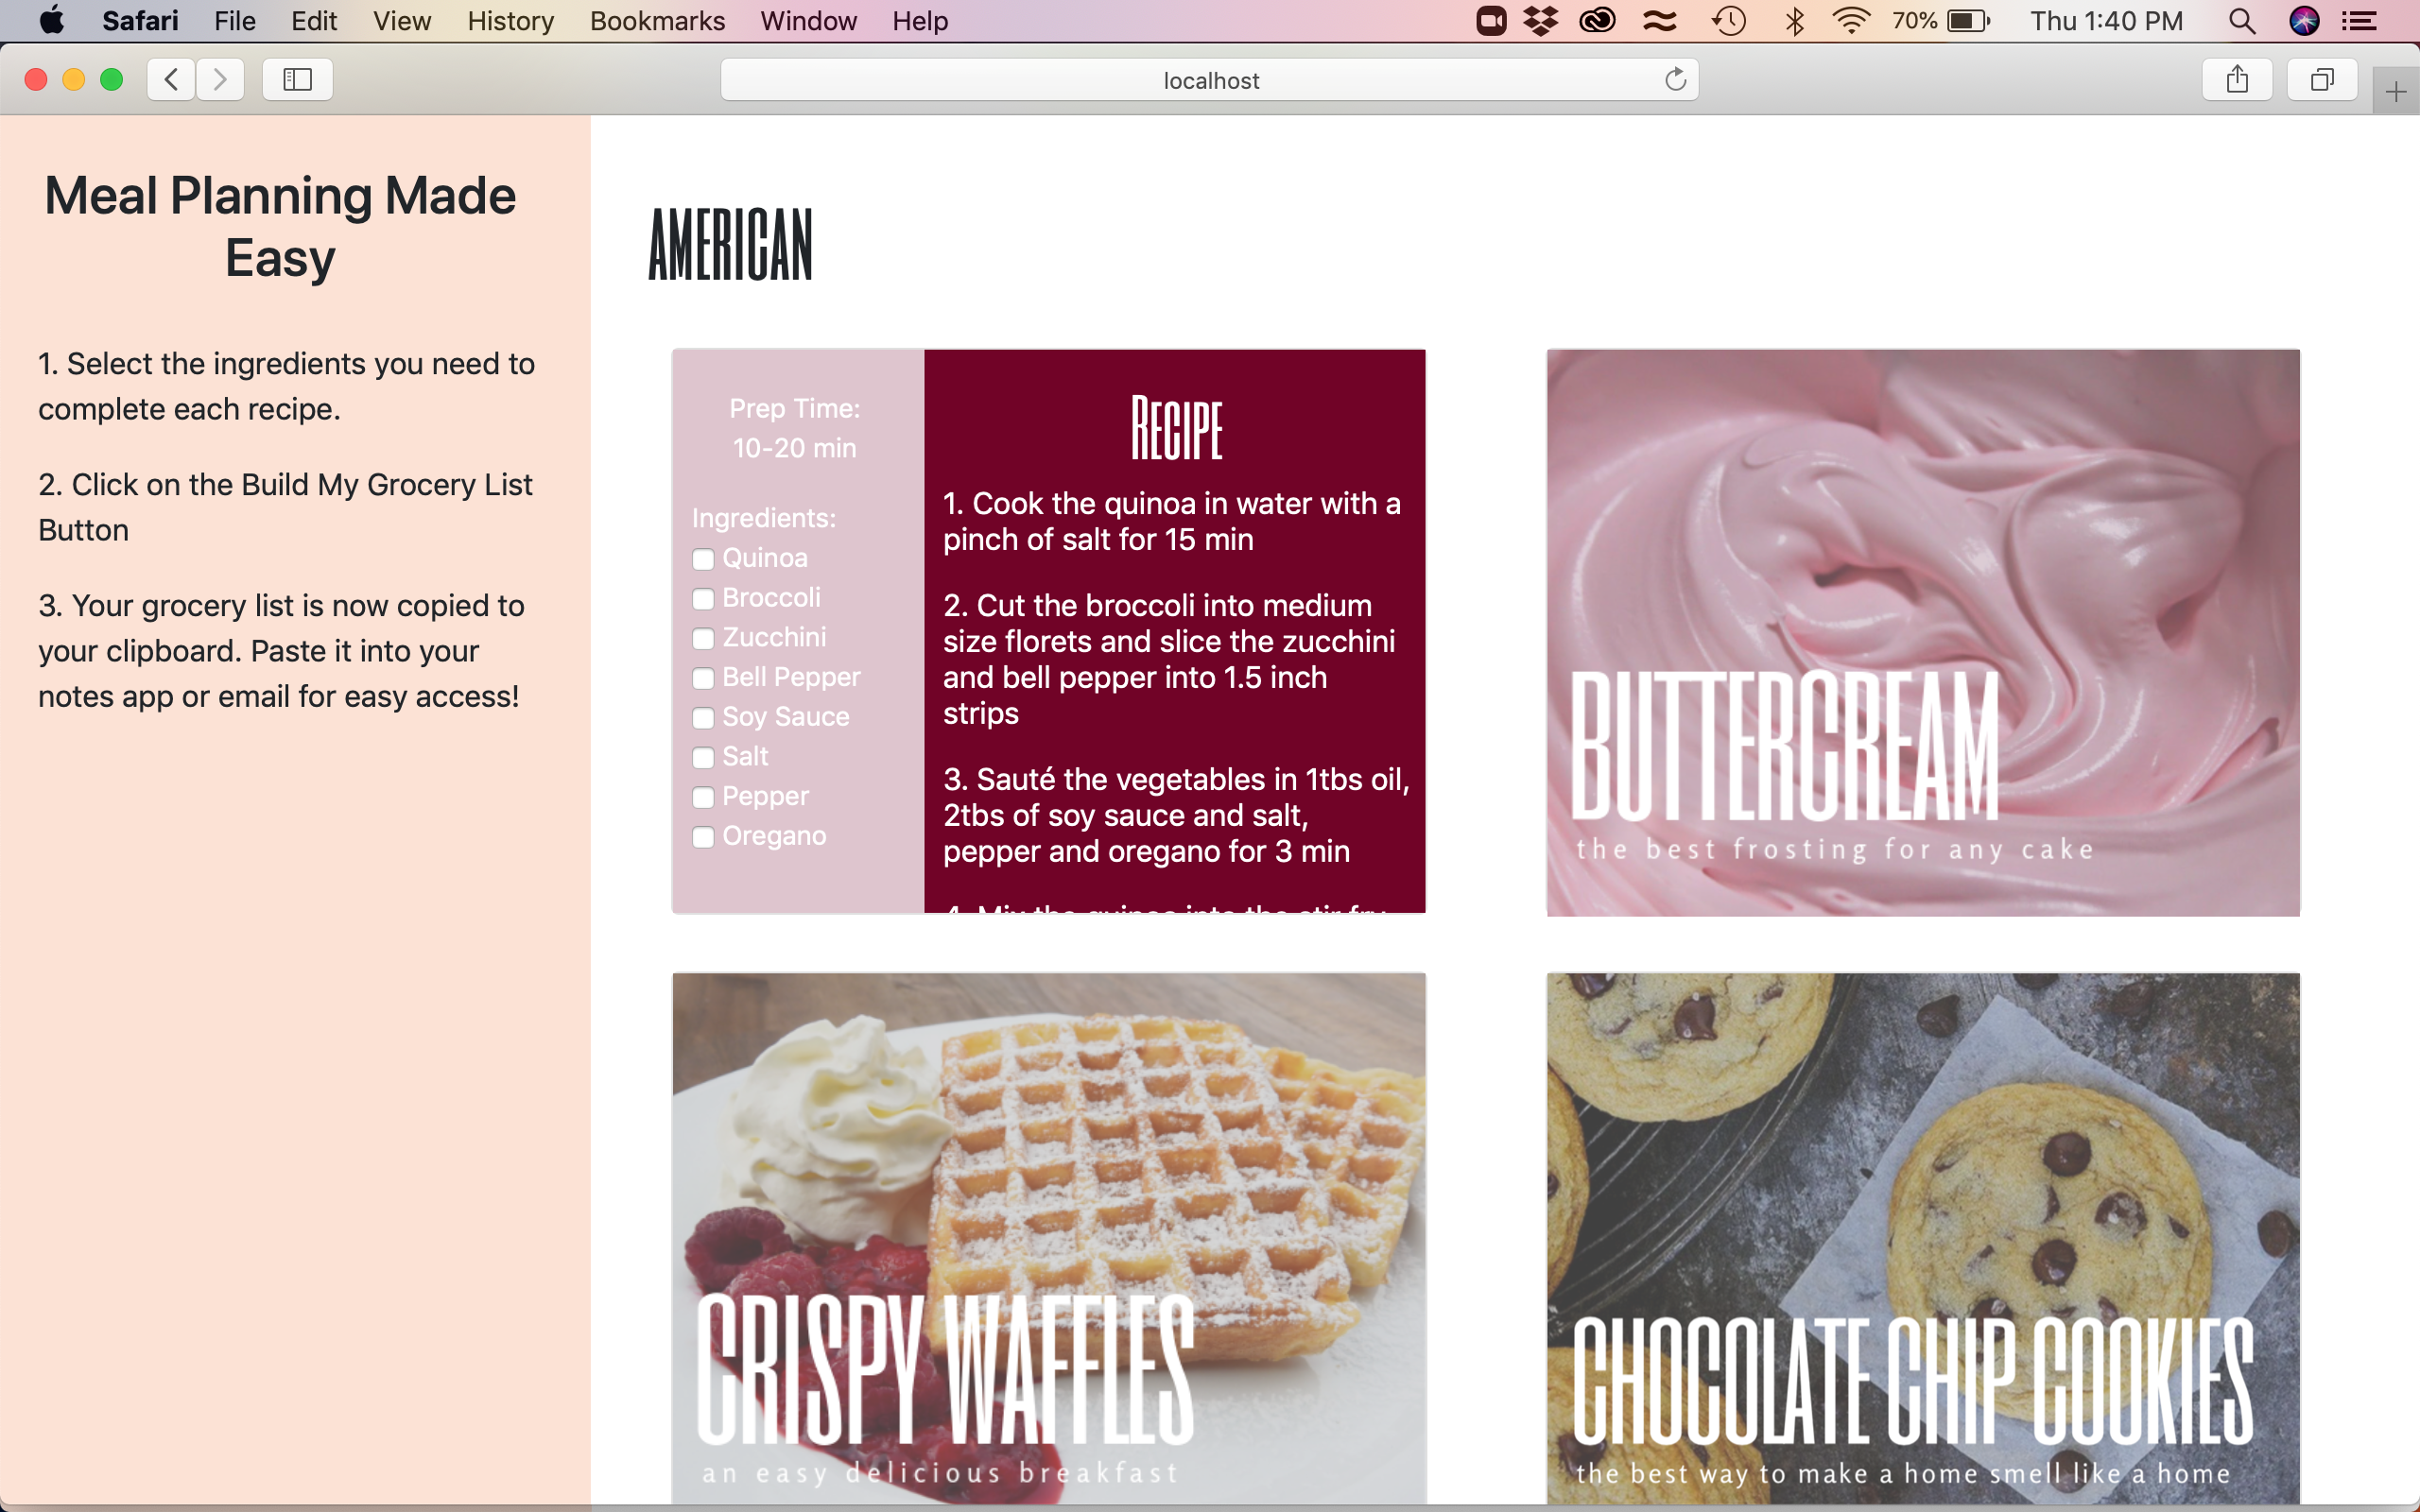 Safari File Edit View History Bookmarks Window Help 70% Thu 1:40 PM
localhost
Meal Planning Made
Easy
1. Select the ingredients you need to
complete each recipe.
2. Click on the Build My Grocery List
Button
3. Your grocery list is now copied to
your clipboard. Paste it into your
notes app or email for easy access!
AMERICAN
Prep Time:
10-20 min
Ingredients:
Quinoa
Broccoli
Zucchini
Bell Pepper
Soy Sauce
Salt
Pepper
Oregano
RECIPE
1. Cook the quinoa in water with a
pinch of salt for 15 min
2. Cut the broccoli into medium
size florets and slice the zucchini
and bell pepper into 1.5 inch
strips
3. Sauté the vegetables in 1tbs oil,
2tbs of soy sauce and salt,
pepper and oregano for 3 min
4. Mix the quinoa into the stir fry
BUTTERCREAM
the best frosting for any cake
CRISPY WAFFLES
an easy delicious breakfast
CHOCOLATE CHIP COOKIES
the best way to make a home smell like a home